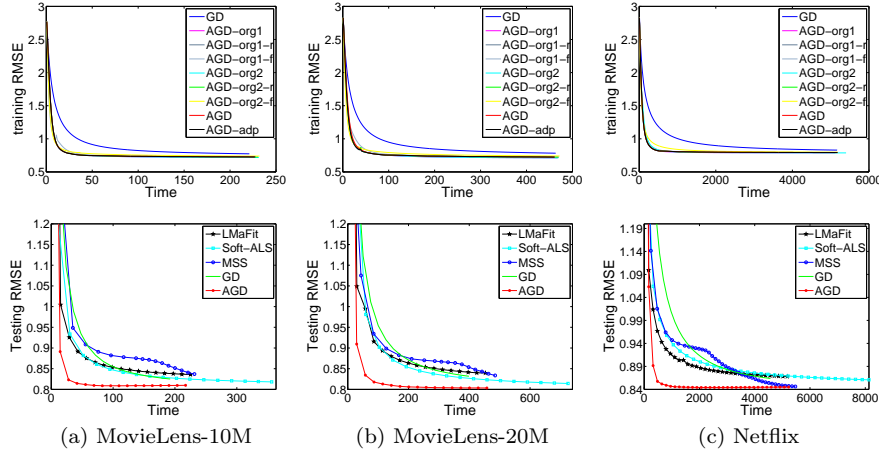 training RMSE
3
2.5
2
1.5
1
0.5
0 50 100 150 200 250
Time
GD
AGD-org1
AGD-org1-r
AGD-org1-f
AGD-org2
AGD-org2-r
AGD-org2-f
AGD
AGD-adp
training RMSE
3
2.5
2
1.5
1
0.5
0 100 200 300 400 500
Time
GD
AGD-org1
AGD-org1-r
AGD-org1-f
AGD-org2
AGD-org2-r
AGD-org2-f
AGD
AGD-adp
training RMSE
3
2.5
2
1.5
1
0.5
0 2000 4000 6000
Time
GD
AGD-org1
AGD-org1-r
AGD-org1-f
AGD-org2
AGD-org2-r
AGD-org2-f
AGD
AGD-adp
Testing RMSE
1.2
1.15
1.1
1.05
1
0.95
0.9
0.85
0.8
0 100 200 300
Time
LMaFit
Soft-ALS
MSS
GD
AGD
(a) MovieLens-10M
Testing RMSE
1.2
1.15
1.1
1.05
1
0.95
0.9
0.85
0.8
0 200 400 600
Time
LMaFit
Soft-ALS
MSS
GD
AGD
(b) MovieLens-20M
Testing RMSE
1.19
1.14
1.09
1.04
0.99
0.94
0.89
0.84
0 2000 4000 6000 8000
Time
LMaFit
Soft-ALS
MSS
GD
AGD
(c) Netflix